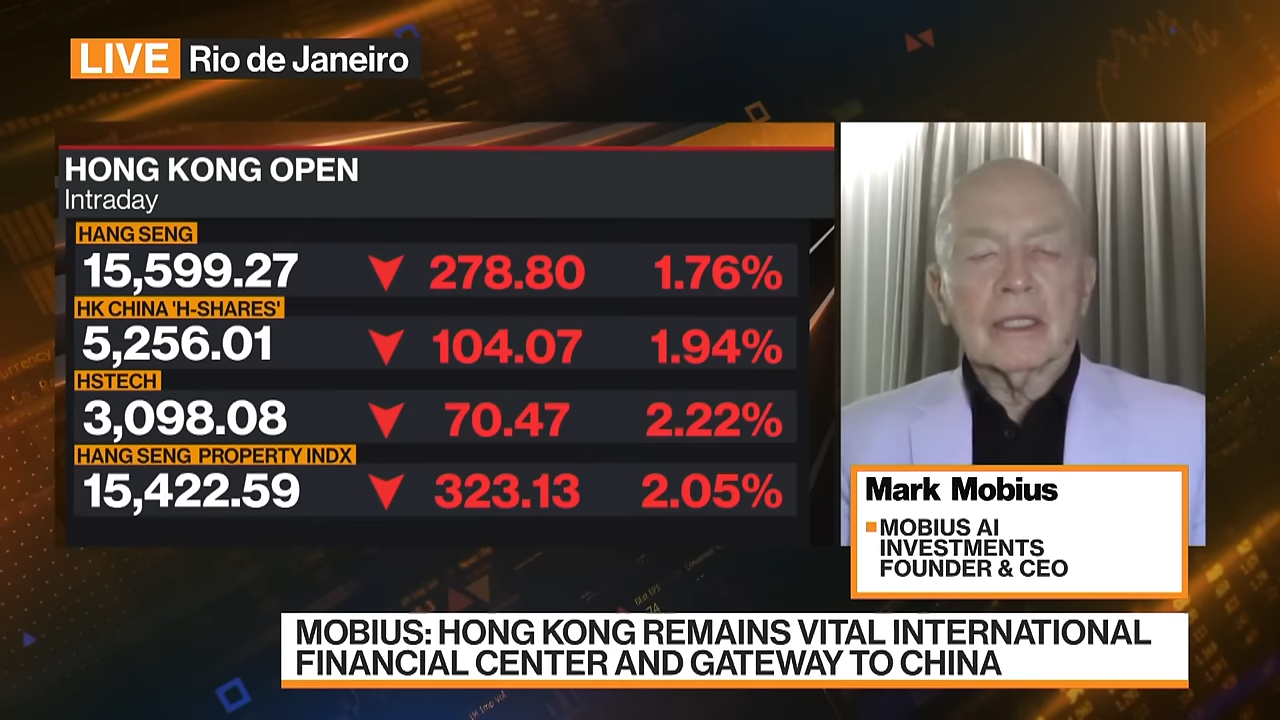 LIVE Rio de Janeiro
HONG KONG OPEN
Intraday
HANG SENG
15,599.27 278.80 1.76%
HK CHINA 'H-SHARES'
5,256.01 104.07 1.94%
HSTECH
3,098.08 70.47 2.22%
HANG SENG PROPERTY INDX
15,422.59 323.13 2.05%
Mark Mobius
MOBIUS AI
INVESTMENTS
FOUNDER & CEO
MOBIUS: HONG KONG REMAINS VITAL INTERNATIONAL
FINANCIAL CENTER AND GATEWAY TO CHINA